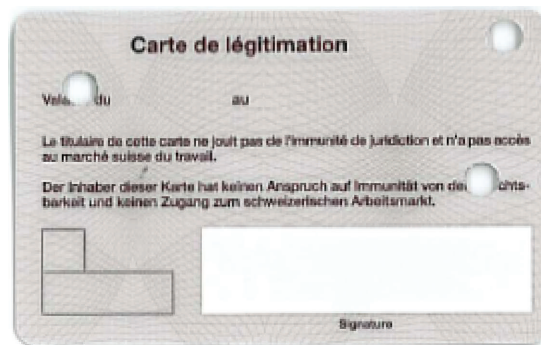 Carte de légitimation
du au
Le titulaire de cette carte ne jouit pas de l'immunité de juridiction et n'a pas accès
au marché suisse du travail.
Der Inhaber dieser Karte hat keinen Anspruch auf Immunität von
barkeit und keinen Zugang zum schweizerischen Arbeitsmarkt.
Signature